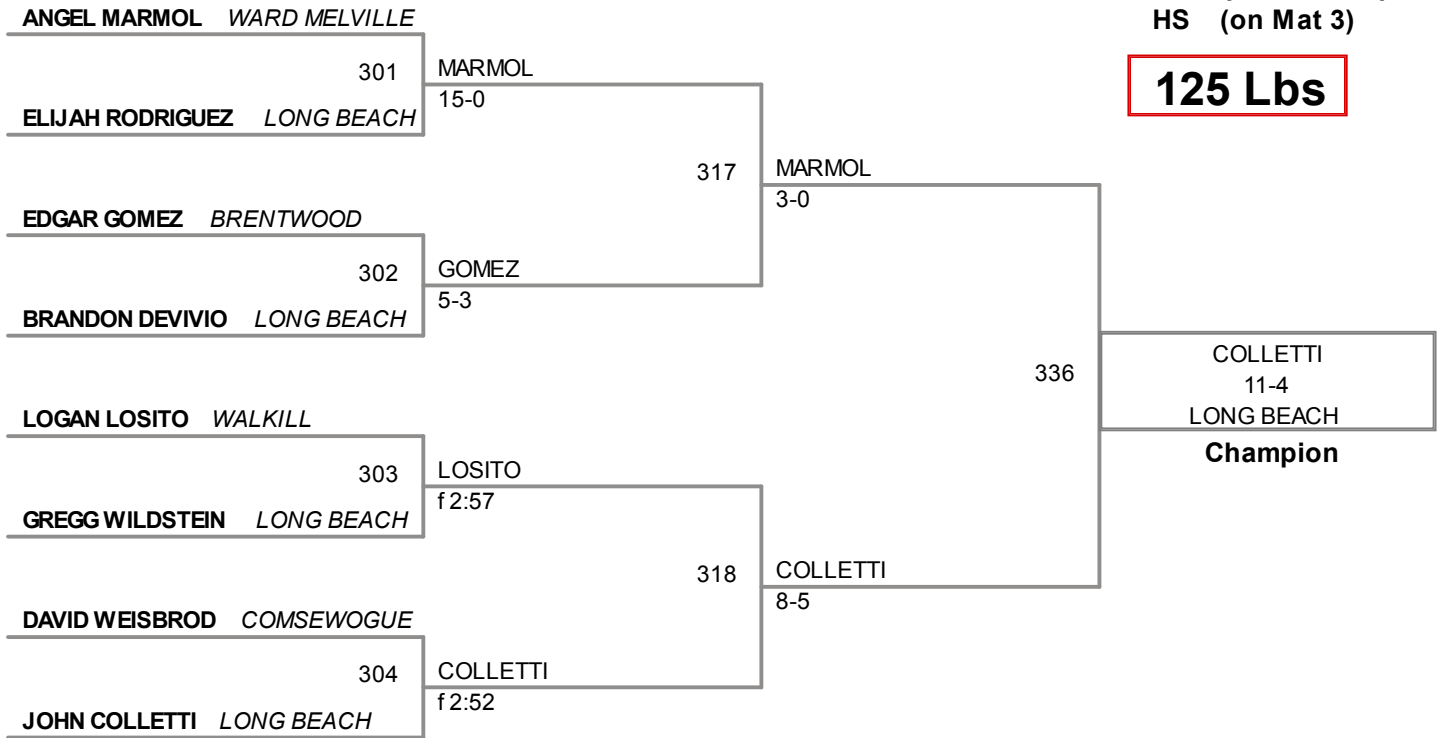 ANGEL MARMOL WARD MELVILLE
HS (on Mat 3)
125 Lbs
301
MARMOL
15-0
ELIJAH RODRIGUEZ LONG BEACH
317
MARMOL
3-0
EDGAR GOMEZ BRENTWOOD
302
GOMEZ
5-3
BRANDON DEVIVIO LONG BEACH
336
COLLETTI
11-4
LONG BEACH
Champion
LOGAN LOSITO WALKILL
303
LOSITO
f 2:57
GREGG WILDSTEIN LONG BEACH
318
COLLETTI
8-5
DAVID WEISBROD COMSEWOGUE
304
COLLETTI
f 2:52
JOHN COLLETTI LONG BEACH